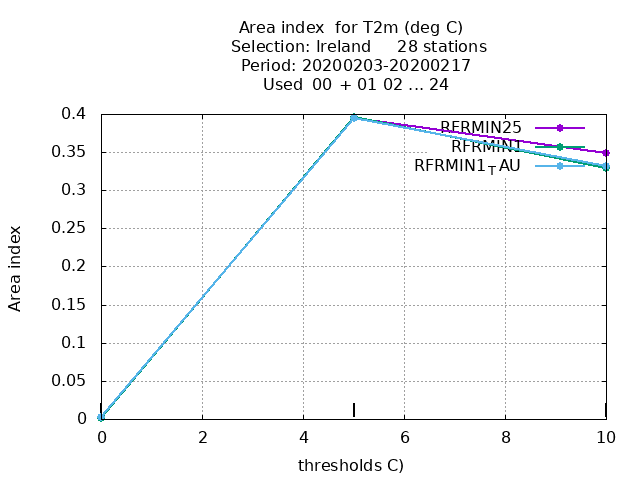 Area index  for T2m (deg C)
Selection: Ireland     28 stations
Period: 20200203-20200217
Used  00 + 01 02 ... 24
RFRMIN25
RFRMIN1
RFRMIN1TAU
0.4
0.35
0.3
0.25
0.2
0.15
0.1
0.05
0
Area index
0 2 4 6 8 10
thresholds C)